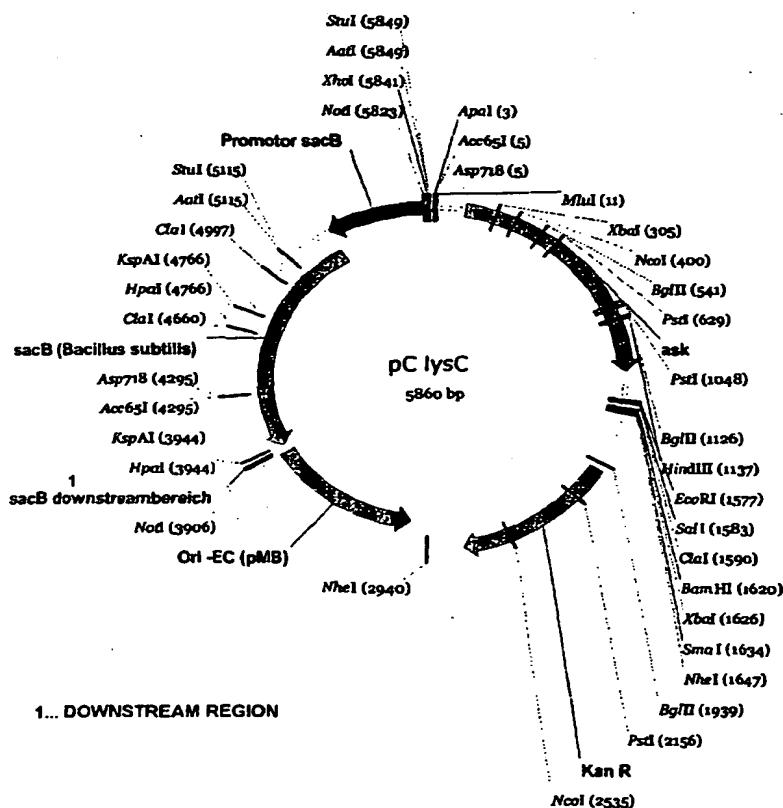 StuI (5849)
AatI (5849)
XhoI (5841)
NotI (5823)
ApaI (3)
Acc65I (5)
Asp718 (5)
Promotor sacB
StuI (5115)
AatI (5115)
ClaI (4997)
KspAI (4766)
HpaI (4766)
ClaI (4660)
sacB (Bacillus subtilis)
Asp718 (4295)
Acc65I (4295)
KspAI (3944)
HpaI (3944)
1
sacB downstreambereich
NotI (3906)
Ori -EC (pMB)
NheI (2940)
pC lysC
5860 bp
MluI (11)
XbaI (305)
NcoI (400)
BglII (541)
PstI (629)
ask
PstI (1048)
BglII (1126)
HindIII (1137)
EcoRI (1577)
SalI (1583)
ClaI (1590)
BamHI (1620)
XbaI (1626)
SmaI (1634)
NheI (1647)
BglII (1939)
PstI (2156)
Kan R
NcoI (2535)
1... DOWNSTREAM REGION